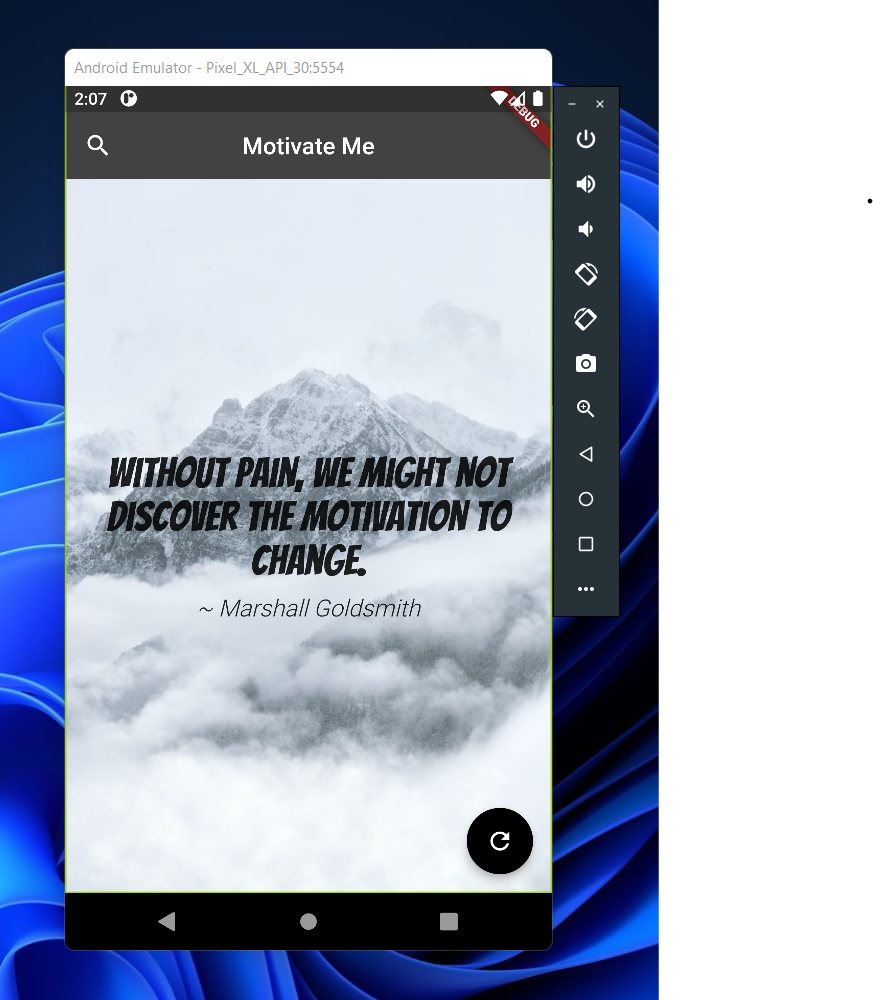 Android Emulator - Pixel_XL_API_30:5554
2:07
DEBUG
Motivate Me
WITHOUT PAIN, WE MIGHT NOT
DISCOVER THE MOTIVATION TO
CHANGE.
~ Marshall Goldsmith